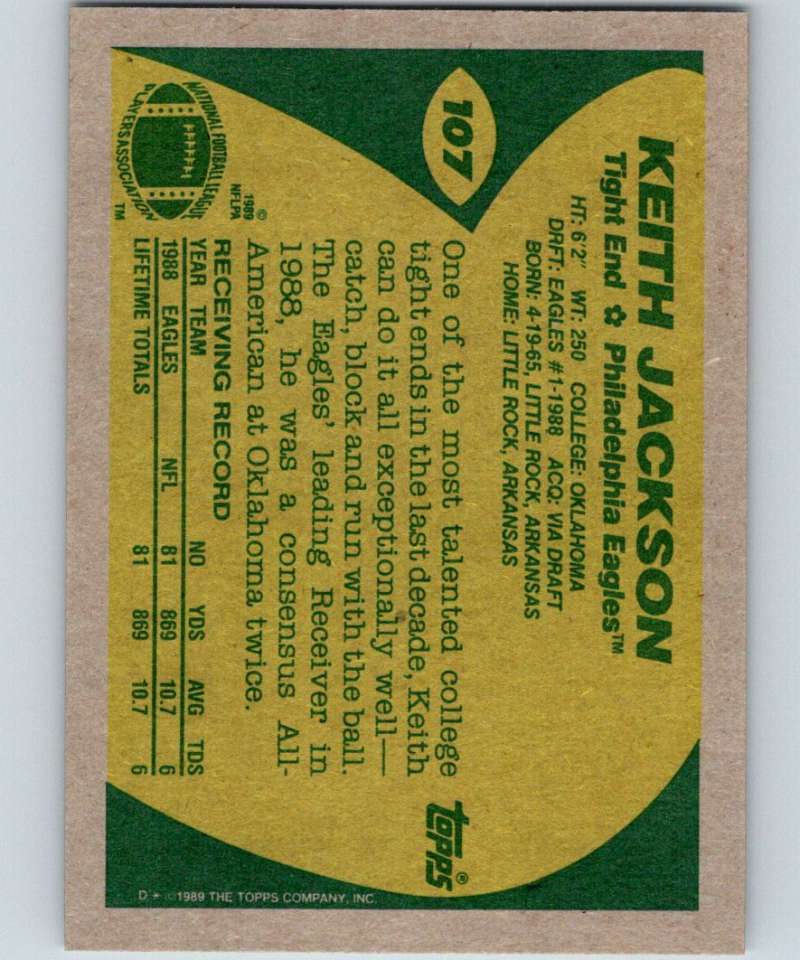 107
KEITH JACKSON
Tight End ✿ Philadelphia Eagles™
HT: 6'2" WT: 250 COLLEGE: OKLAHOMA
DRFT: EAGLES #1-1988 ACQ: VIA DRAFT
BORN: 4-19-65, LITTLE ROCK, ARKANSAS
HOME: LITTLE ROCK, ARKANSAS
One of the most talented college
tight ends in the last decade, Keith
can do it all exceptionally well—
catch, block and run with the ball.
The Eagles' leading Receiver in
1988, he was a consensus All-
American at Oklahoma twice.
topps®
NATIONAL FOOTBALL LEAGUE
PLAYERS ASSOCIATION
™
©
1989
NFLPA
RECEIVING RECORD
YEAR TEAM NO YDS AVG TDS
1988 EAGLES NFL 81 869 10.7 6
LIFETIME TOTALS 81 869 10.7 6
D * ©1989 THE TOPPS COMPANY, INC.